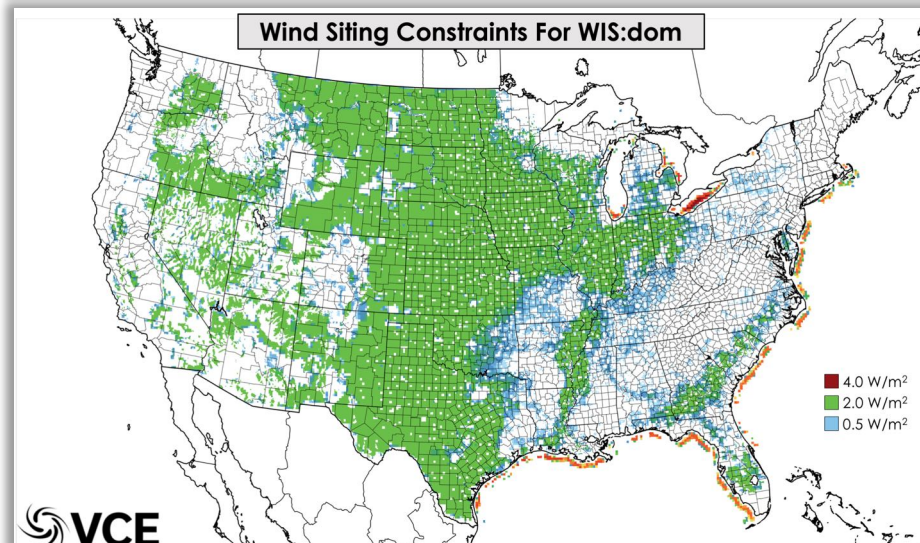 Wind Siting Constraints For WIS:dom
4.0 W/m²
2.0 W/m²
0.5 W/m²
VCE